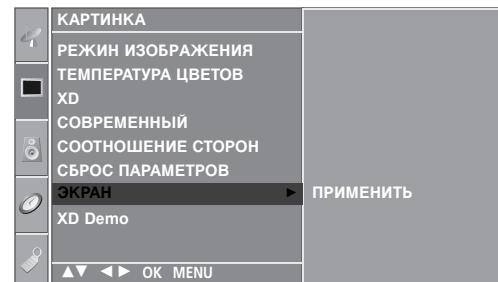 КАРТИНКА
РЕЖИН ИЗОБРАЖЕНИЯ
ТЕМПЕРАТУРА ЦВЕТОВ
XD
СОВРЕМЕННЫЙ
СООТНОШЕНИЕ СТОРОН
СБРОС ПАРАМЕТРОВ
ЭКРАН ► ПРИМЕНИТЬ
XD Demo
▲▼ ◄► OK MENU